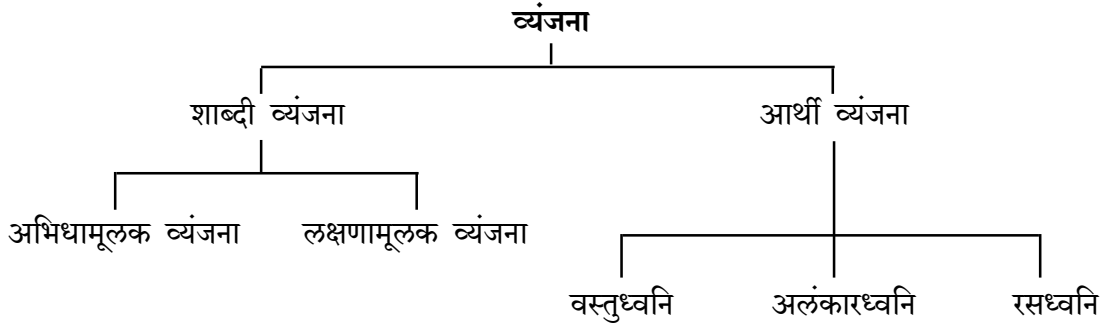 व्यंजना
शाब्दी व्यंजना आर्थी व्यंजना
अभिधामूलक व्यंजना लक्षणामूलक व्यंजना
वस्तुध्वनि अलंकारध्वनि रसध्वनि